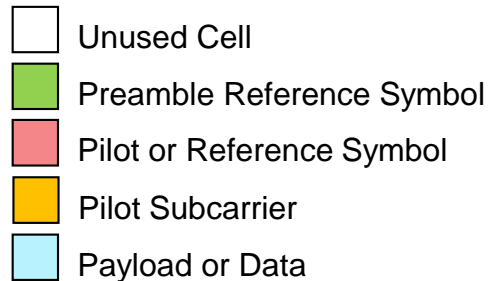 Unused Cell
Preamble Reference Symbol
Pilot or Reference Symbol
Pilot Subcarrier
Payload or Data